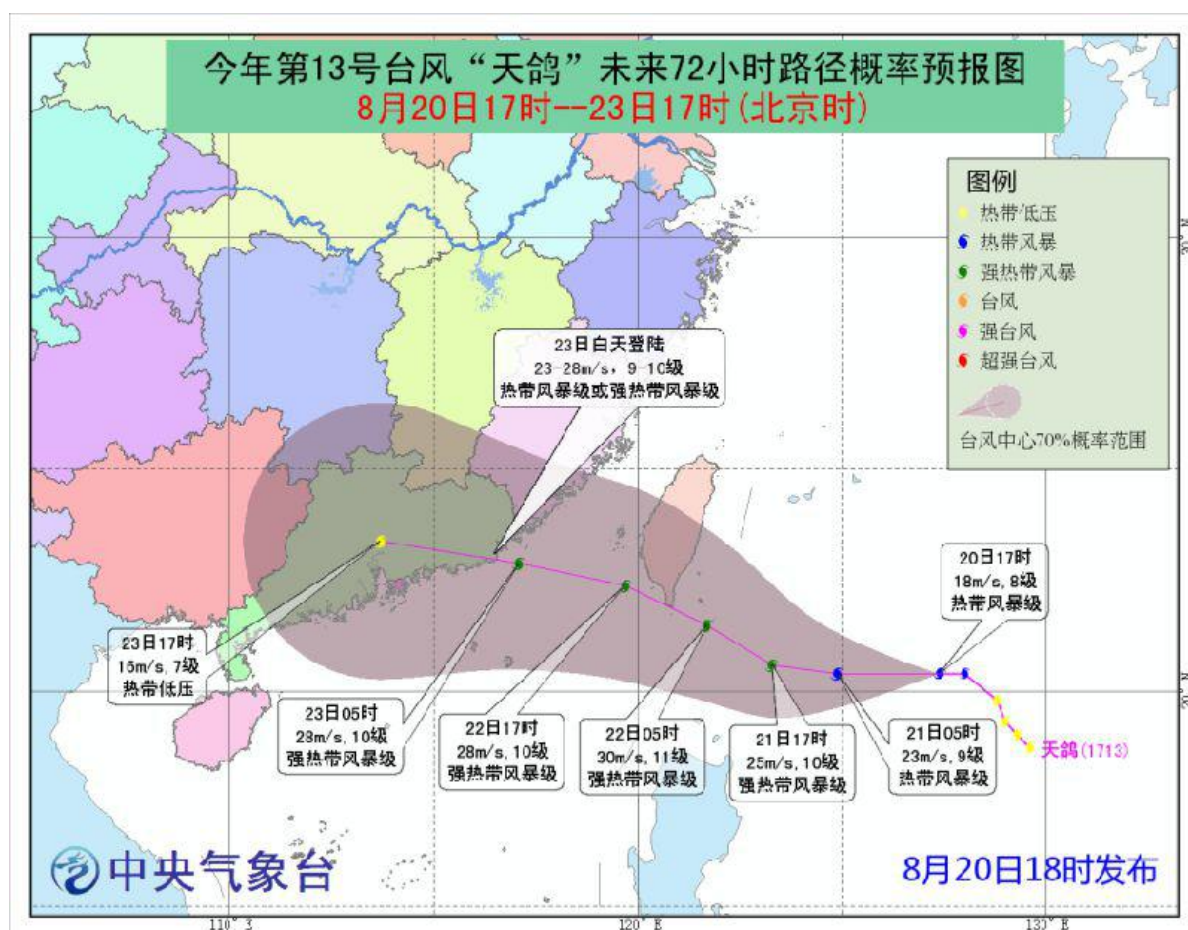 今年第13号台风“天鸽”未来72小时路径概率预报图
8月20日17时--23日17时(北京时)
图例
热带低压
热带风暴
强热带风暴
台风
强台风
超强台风
台风中心70%概率范围
23日白天登陆
23-28m/s，9-10级
热带风暴级或强热带风暴级
20日17时
18m/s,8级
热带风暴级
23日17时
15m/s,7级
热带低压
23日05时
28m/s,10级
强热带风暴级
22日17时
28m/s,10级
强热带风暴级
22日05时
30m/s,11级
强热带风暴级
21日17时
25m/s,10级
强热带风暴级
21日05时
23m/s,9级
热带风暴级
天鸽(1713)
中央气象台
8月20日18时发布
110° 3
120° E
133° E